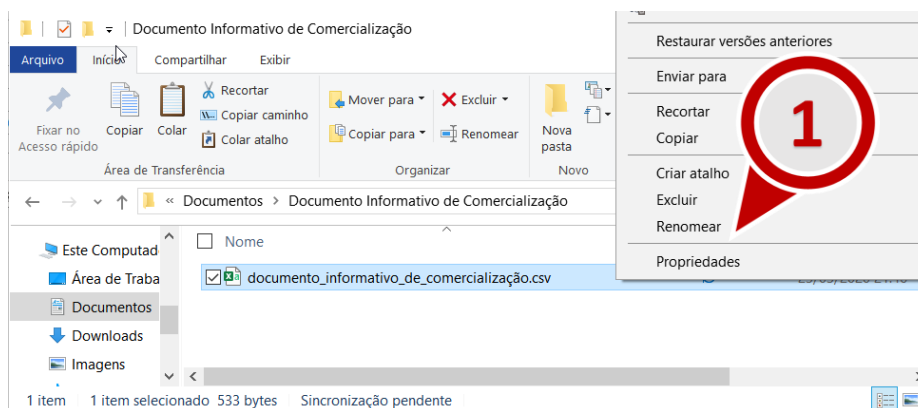 Documento Informativo de Comercialização
Arquivo Início Compartilhar Exibir
Fixar no Acesso rápido
Copiar
Colar
Recortar
Copiar caminho
Colar atalho
Área de Transferência
Mover para
Copiar para
Excluir
Renomear
Organizar
Nova pasta
Novo
« Documentos > Documento Informativo de Comercialização
Este Computad
Área de Traba
Documentos
Downloads
Imagens
Nome
documento_informativo_de_comercialização.csv
1 item 1 item selecionado 533 bytes Sincronização pendente
Restaurar versões anteriores
Enviar para
Recortar
Copiar
Criar atalho
Excluir
Renomear
Propriedades
1